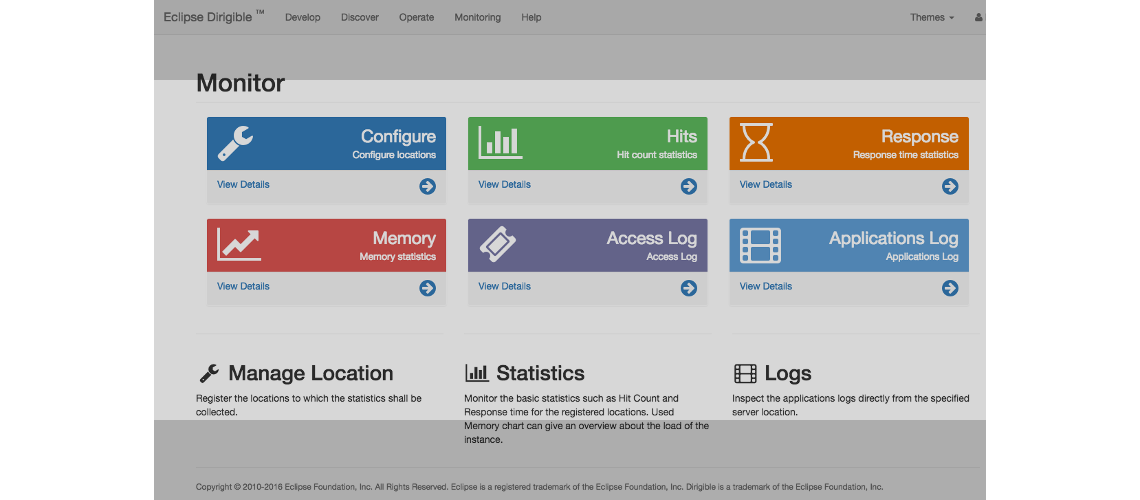 Eclipse Dirigible ™ Develop Discover Operate Monitoring Help Themes
Monitor
Configure
Configure locations
View Details
Hits
Hit count statistics
View Details
Response
Response time statistics
View Details
Memory
Memory statistics
View Details
Access Log
Access Log
View Details
Applications Log
Applications Log
View Details
Manage Location
Register the locations to which the statistics shall be
collected.
Statistics
Monitor the basic statistics such as Hit Count and
Response time for the registered locations. Used
Memory chart can give an overview about the load of the
instance.
Logs
Inspect the applications logs directly from the specified
server location.
Copyright © 2010-2016 Eclipse Foundation, Inc. All Rights Reserved. Eclipse is a registered trademark of the Eclipse Foundation, Inc. Dirigible is a trademark of the Eclipse Foundation, Inc.